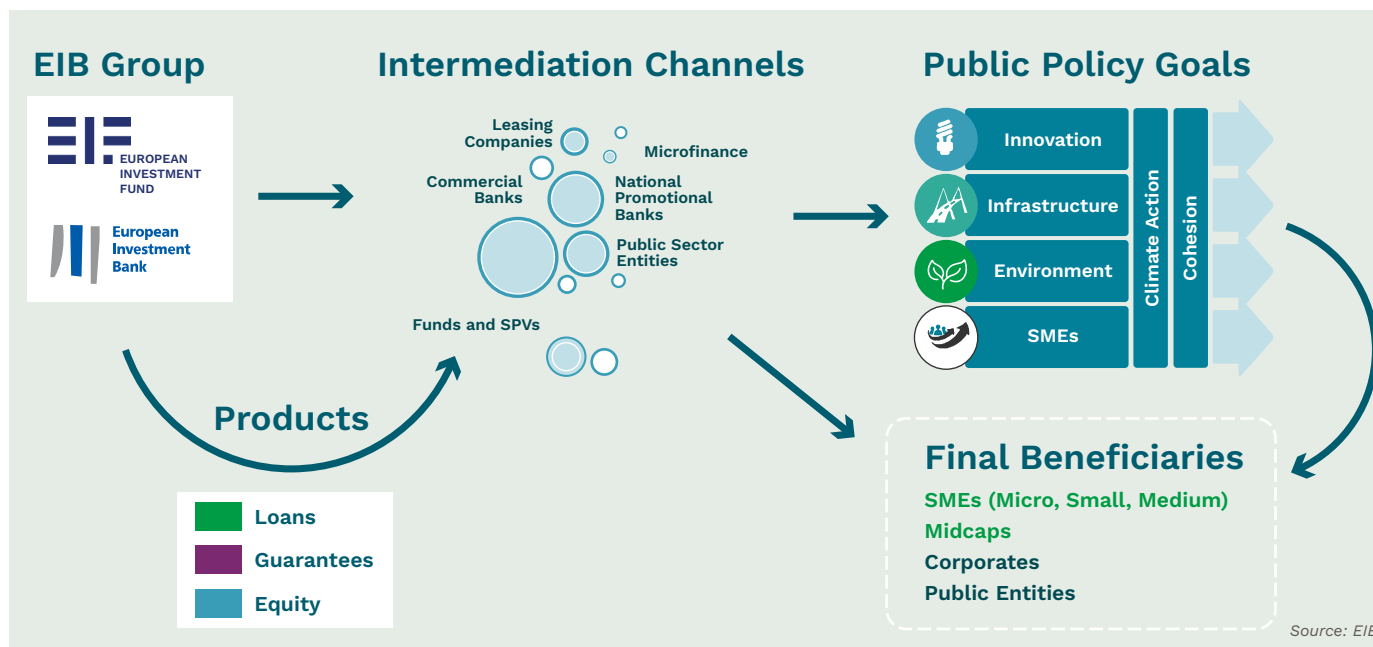 EIB Group
Intermediation Channels
Public Policy Goals
EIF
EUROPEAN
INVESTMENT
FUND
European
Investment
Bank
Leasing
Companies
Microfinance
Commercial
Banks
National
Promotional
Banks
Public Sector
Entities
Funds and SPVs
Innovation
Infrastructure
Environment
SMEs
Climate Action
Cohesion
Products
Loans
Guarantees
Equity
Final Beneficiaries
SMEs (Micro, Small, Medium)
Midcaps
Corporates
Public Entities
Source: EIB